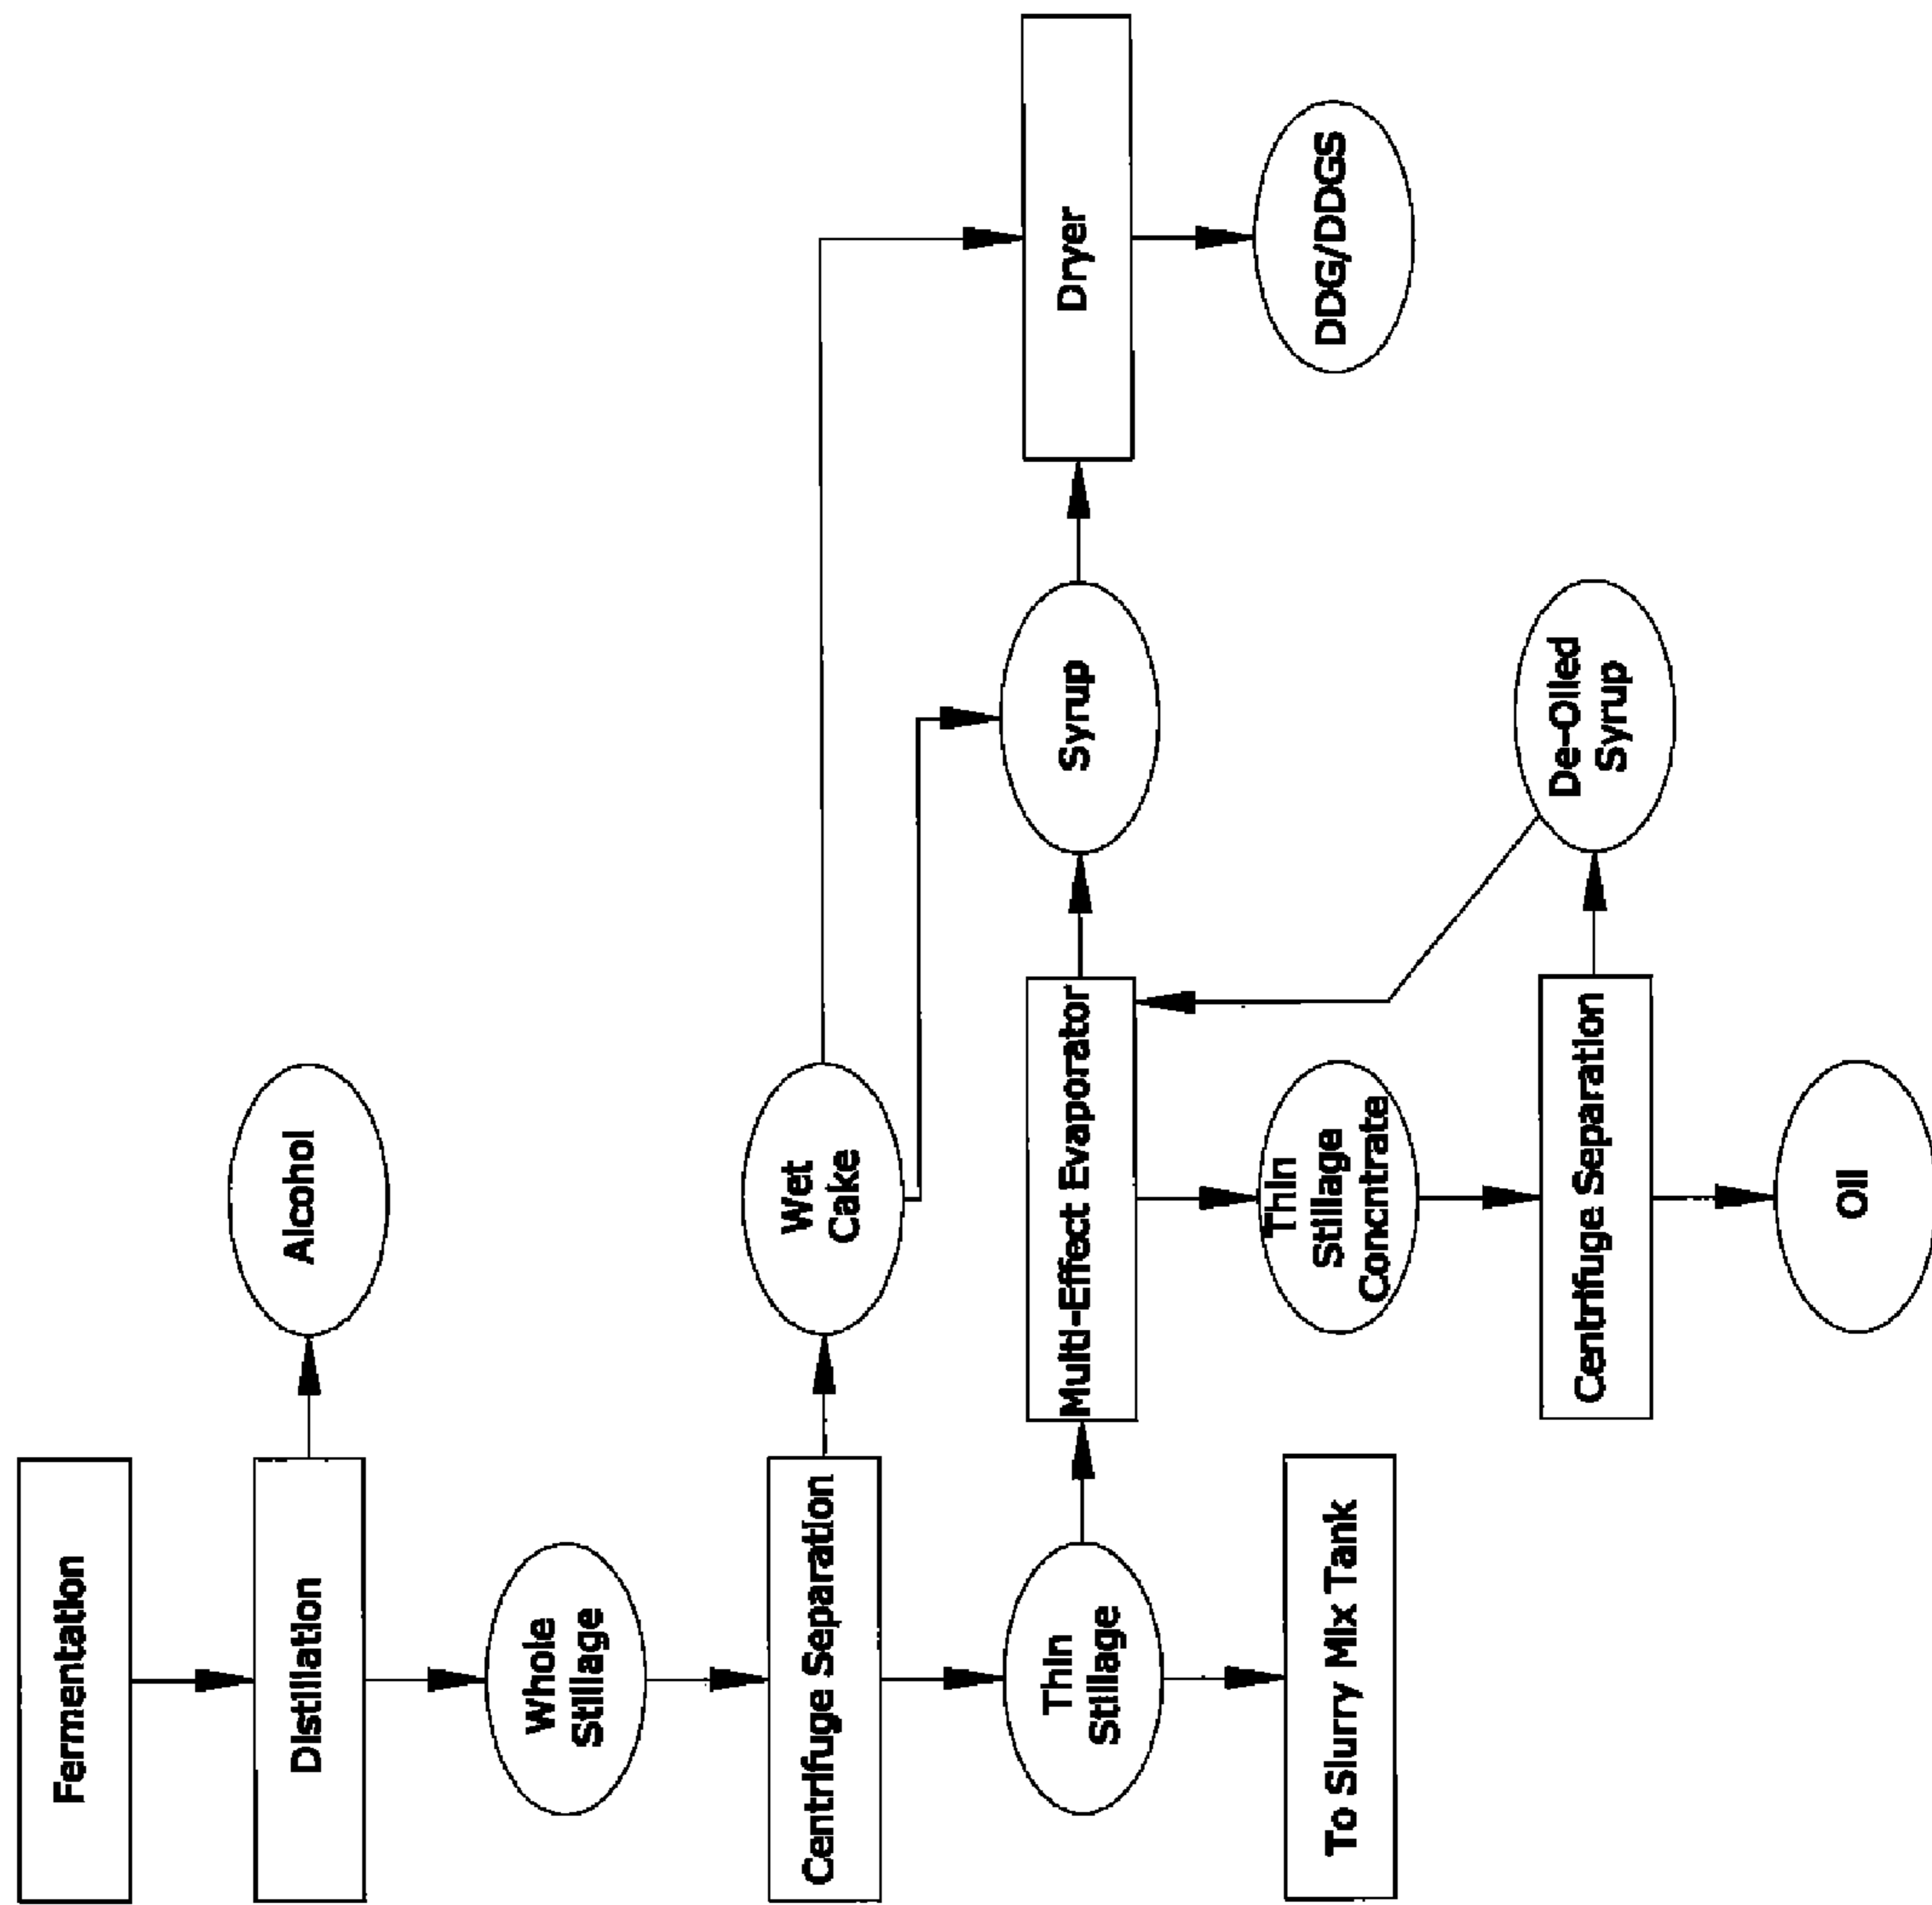 Fermentation
Distillation
Alcohol
Whole
Stillage
Centrifuge Separation
Wet
Cake
Thin
Stillage
Multi-Effect Evaporator
Syrup
Dryer
To Slurry Mix Tank
Thin
Stillage
Concntrate
DDG/DDGS
Centrifuge Separation
De-Oiled
Syrup
Oil